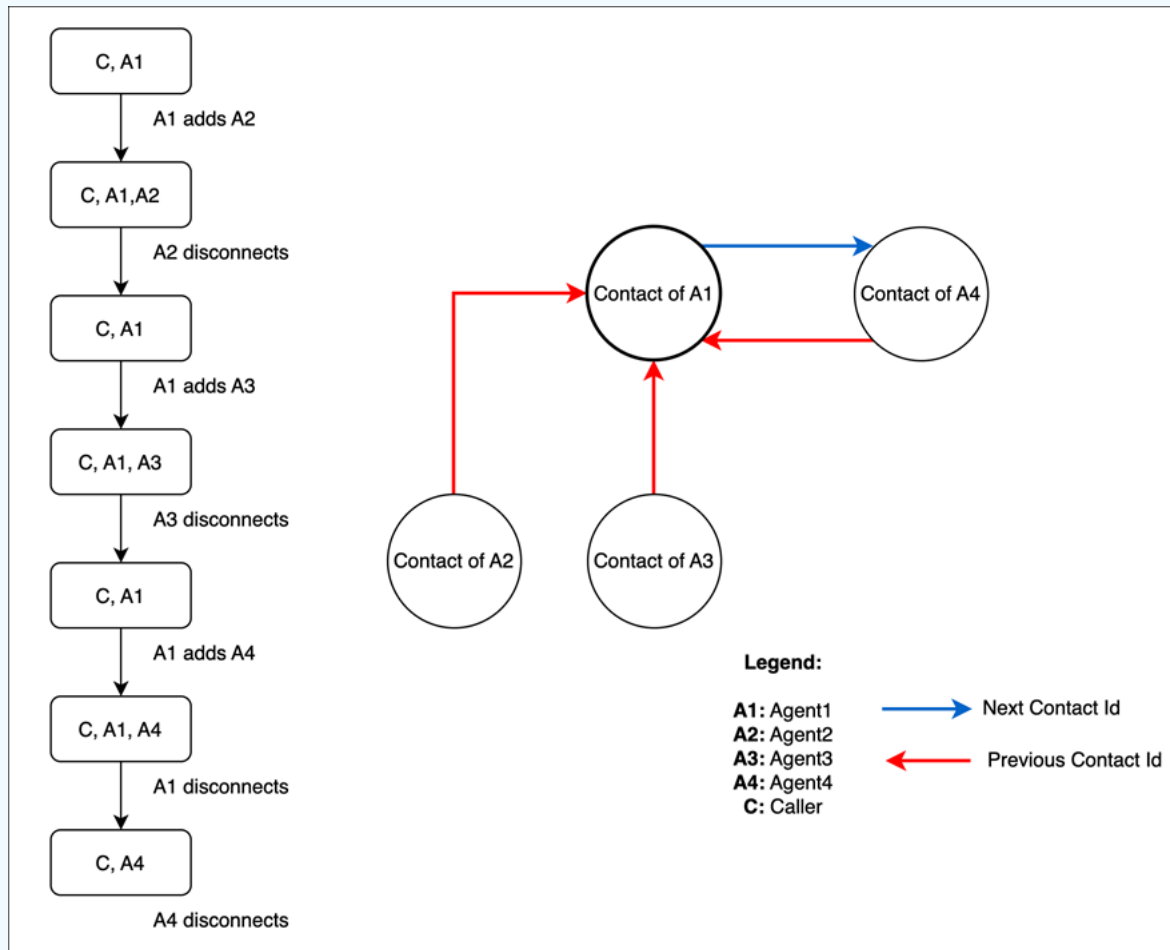 C, A1
A1 adds A2
C, A1,A2
A2 disconnects
C, A1
A1 adds A3
C, A1, A3
A3 disconnects
C, A1
A1 adds A4
C, A1, A4
A1 disconnects
C, A4
A4 disconnects
Contact of A1
Contact of A4
Contact of A2
Contact of A3
Legend:
A1: Agent1
A2: Agent2
A3: Agent3
A4: Agent4
C: Caller
Next Contact Id
Previous Contact Id